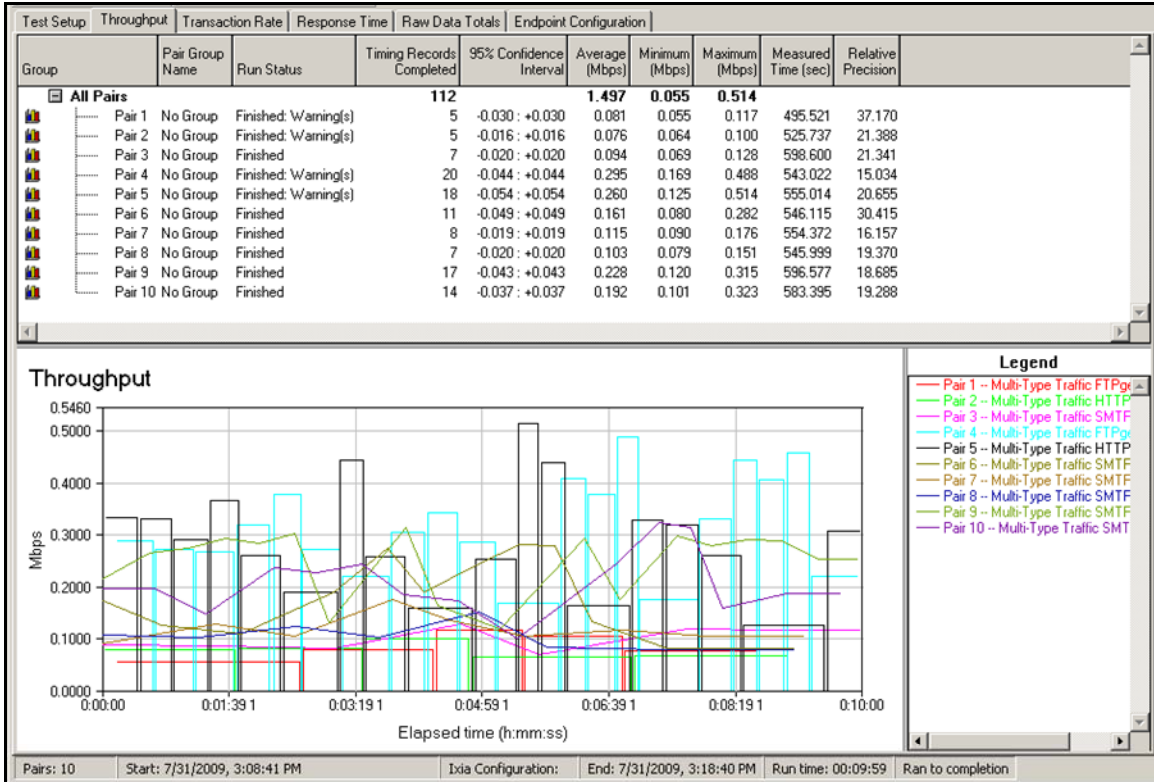 Test Setup Throughput Transaction Rate Response Time Raw Data Totals Endpoint Configuration
Group Pair Group Name Run Status Timing Records Completed 95% Confidence Interval Average (Mbps) Minimum (Mbps) Maximum (Mbps) Measured Time (sec) Relative Precision
All Pairs 112 1.497 0.055 0.514
Pair 1 No Group Finished: Warning(s) 5 -0.030 : +0.030 0.081 0.055 0.117 495.521 37.170
Pair 2 No Group Finished: Warning(s) 5 -0.016 : +0.016 0.076 0.064 0.100 525.737 21.388
Pair 3 No Group Finished 7 -0.020 : +0.020 0.094 0.069 0.128 598.600 21.341
Pair 4 No Group Finished: Warning(s) 20 -0.044 : +0.044 0.295 0.169 0.488 543.022 15.034
Pair 5 No Group Finished: Warning(s) 18 -0.054 : +0.054 0.260 0.125 0.514 555.014 20.655
Pair 6 No Group Finished 11 -0.049 : +0.049 0.161 0.080 0.282 546.115 30.415
Pair 7 No Group Finished 8 -0.019 : +0.019 0.115 0.090 0.176 554.372 16.157
Pair 8 No Group Finished 7 -0.020 : +0.020 0.103 0.079 0.151 545.999 19.370
Pair 9 No Group Finished 17 -0.043 : +0.043 0.228 0.120 0.315 596.577 18.685
Pair 10 No Group Finished 14 -0.037 : +0.037 0.192 0.101 0.323 583.395 19.288
Throughput
0.5460
0.5000
0.4000
0.3000
0.2000
0.1000
0.0000
Mbps
0:00:00 0:01:39 1 0:03:19 1 0:04:59 1 0:06:39 1 0:08:19 1 0:10:00
Elapsed time (h:mm:ss)
Legend
Pair 1 -- Multi-Type Traffic FTPge
Pair 2 -- Multi-Type Traffic HTTP
Pair 3 -- Multi-Type Traffic SMTF
Pair 4 -- Multi-Type Traffic FTPge
Pair 5 -- Multi-Type Traffic HTTP
Pair 6 -- Multi-Type Traffic SMTF
Pair 7 -- Multi-Type Traffic SMTF
Pair 8 -- Multi-Type Traffic SMTF
Pair 9 -- Multi-Type Traffic SMTF
Pair 10 -- Multi-Type Traffic SMT
Pairs: 10 Start: 7/31/2009, 3:08:41 PM Ixia Configuration: End: 7/31/2009, 3:18:40 PM Run time: 00:09:59 Ran to completion